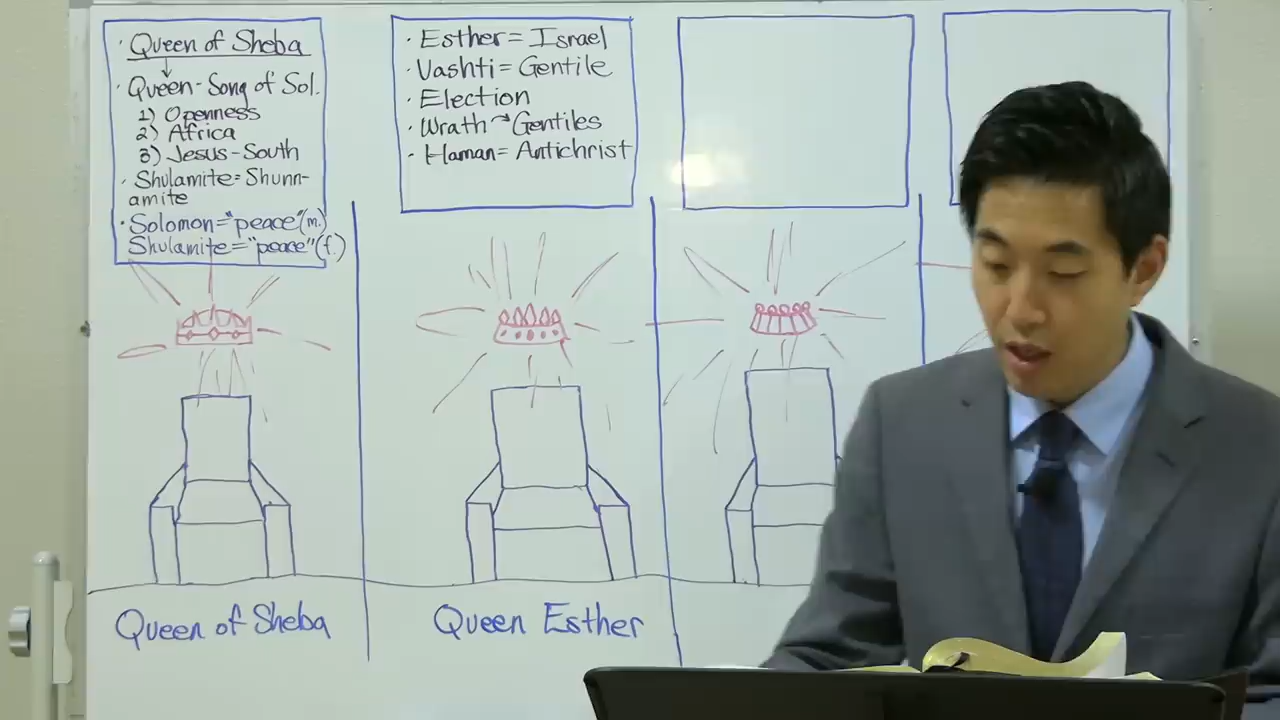 · Queen of Sheba
· Queen-Song of Sol.
1) Openness
2) Africa
3) Jesus-South
· Shulamite=Shunn-
amite
· Solomon="peace"(m.)
Shulamite="peace"(f.)
· Esther=Israel
· Vashti=Gentile
· Election
· Wrath→Gentiles
· Haman=Antichrist
Queen of Sheba
Queen Esther